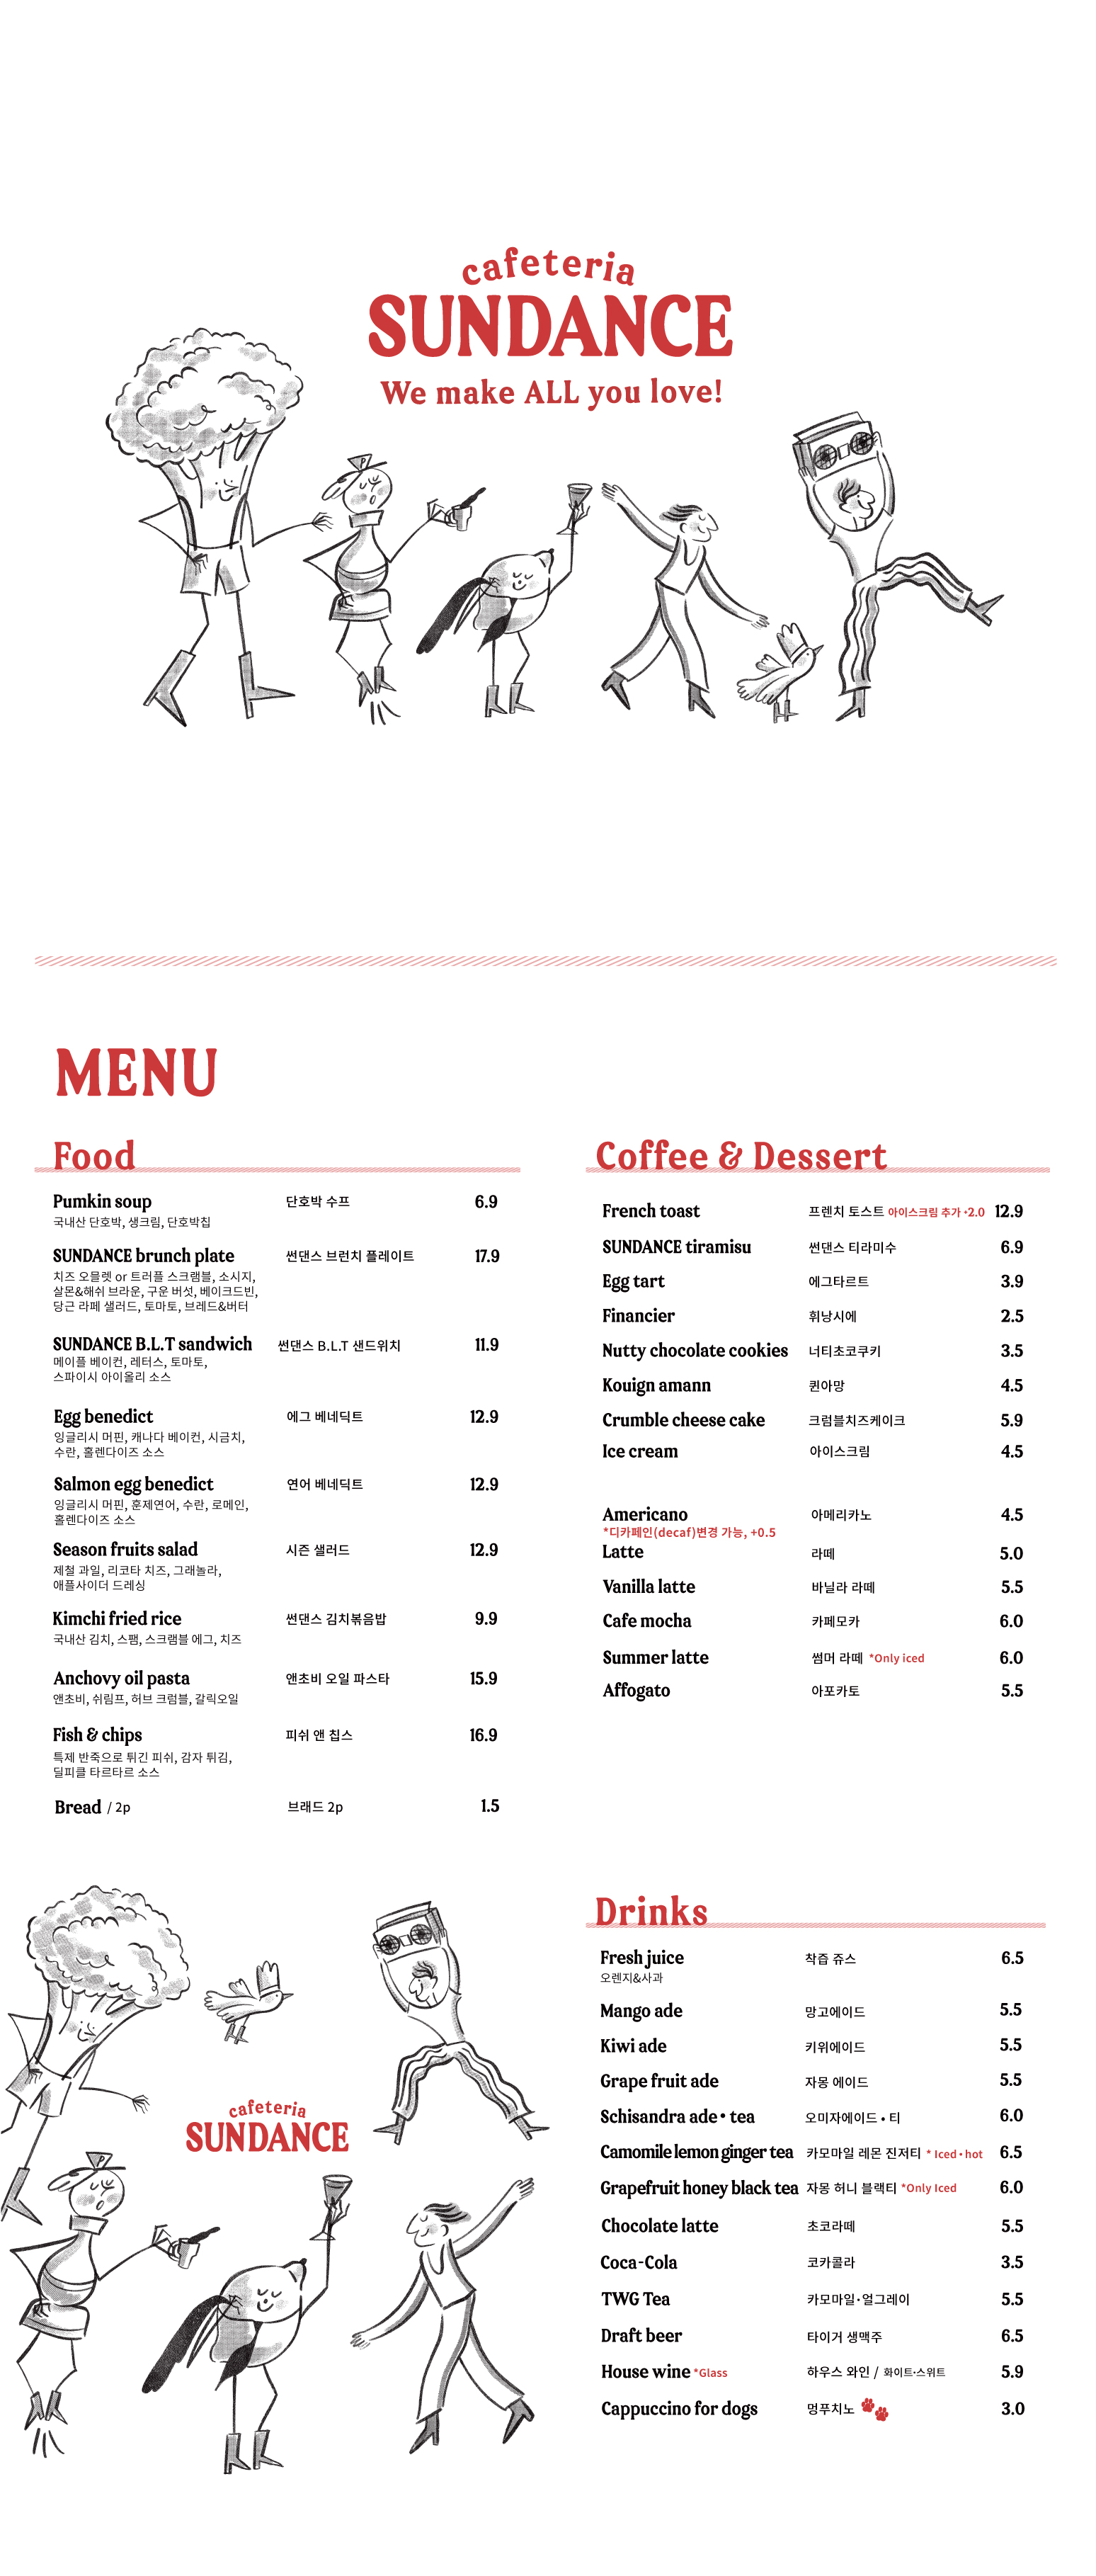 cafeteria
SUNDANCE
We make ALL you love!
MENU
Food
Pumkin soup 단호박 수프 6.9
국내산 단호박, 생크림, 단호박칩
SUNDANCE brunch plate 썬댄스 브런치 플레이트 17.9
치즈 오믈렛 or 트러플 스크램블, 소시지,
살몬&해쉬 브라운, 구운 버섯, 베이크드빈,
당근 라페 샐러드, 토마토, 브레드&버터
SUNDANCE B.L.T sandwich 썬댄스 B.L.T 샌드위치 11.9
메이플 베이컨, 레터스, 토마토,
스파이시 아이올리 소스
Egg benedict 에그 베네딕트 12.9
잉글리시 머핀, 캐나다 베이컨, 시금치,
수란, 홀렌다이즈 소스
Salmon egg benedict 연어 베네딕트 12.9
잉글리시 머핀, 훈제연어, 수란, 로메인,
홀렌다이즈 소스
Season fruits salad 시즌 샐러드 12.9
제철 과일, 리코타 치즈, 그래놀라,
애플사이더 드레싱
Kimchi fried rice 썬댄스 김치볶음밥 9.9
국내산 김치, 스팸, 스크램블 에그, 치즈
Anchovy oil pasta 앤초비 오일 파스타 15.9
앤초비, 쉬림프, 허브 크럼블, 갈릭오일
Fish & chips 피쉬 앤 칩스 16.9
특제 반죽으로 튀긴 피쉬, 감자 튀김,
딜피클 타르타르 소스
Bread / 2p 브래드 2p 1.5
Coffee & Dessert
French toast 프렌치 토스트 아이스크림 추가 •2.0 12.9
SUNDANCE tiramisu 썬댄스 티라미수 6.9
Egg tart 에그타르트 3.9
Financier 휘낭시에 2.5
Nutty chocolate cookies 너티초코쿠키 3.5
Kouign amann 퀸아망 4.5
Crumble cheese cake 크럼블치즈케이크 5.9
Ice cream 아이스크림 4.5
Americano 아메리카노 4.5
*디카페인(decaf)변경 가능, +0.5
Latte 라떼 5.0
Vanilla latte 바닐라 라떼 5.5
Cafe mocha 카페모카 6.0
Summer latte 썸머 라떼 *Only iced 6.0
Affogato 아포카토 5.5
Drinks
Fresh juice 착즙 쥬스 6.5
오렌지&사과
Mango ade 망고에이드 5.5
Kiwi ade 키위에이드 5.5
Grape fruit ade 자몽 에이드 5.5
Schisandra ade • tea 오미자에이드 • 티 6.0
Camomile lemon ginger tea 카모마일 레몬 진저티 * Iced • hot 6.5
Grapefruit honey black tea 자몽 허니 블랙티 *Only Iced 6.0
Chocolate latte 초코라떼 5.5
Coca-Cola 코카콜라 3.5
TWG Tea 카모마일·얼그레이 5.5
Draft beer 타이거 생맥주 6.5
House wine *Glass 하우스 와인 / 화이트·스위트 5.9
Cappuccino for dogs 멍푸치노 3.0
cafeteria
SUNDANCE
P
P